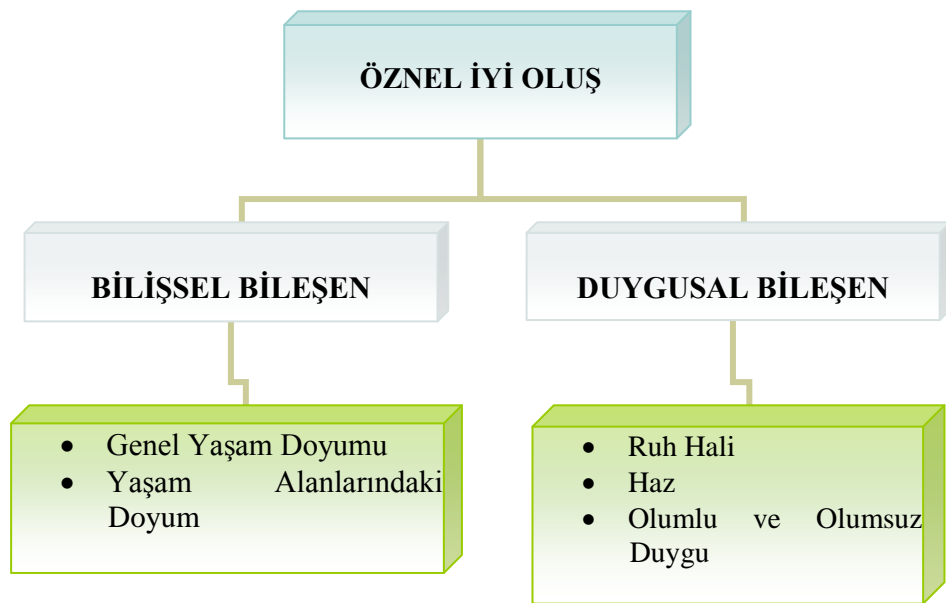 ÖZNEL İYİ OLUŞ
BİLİŞSEL BİLEŞEN
DUYGUSAL BİLEŞEN
• Genel Yaşam Doyumu
• Yaşam Alanlarındaki
Doyum
• Ruh Hali
• Haz
• Olumlu ve Olumsuz
Duygu